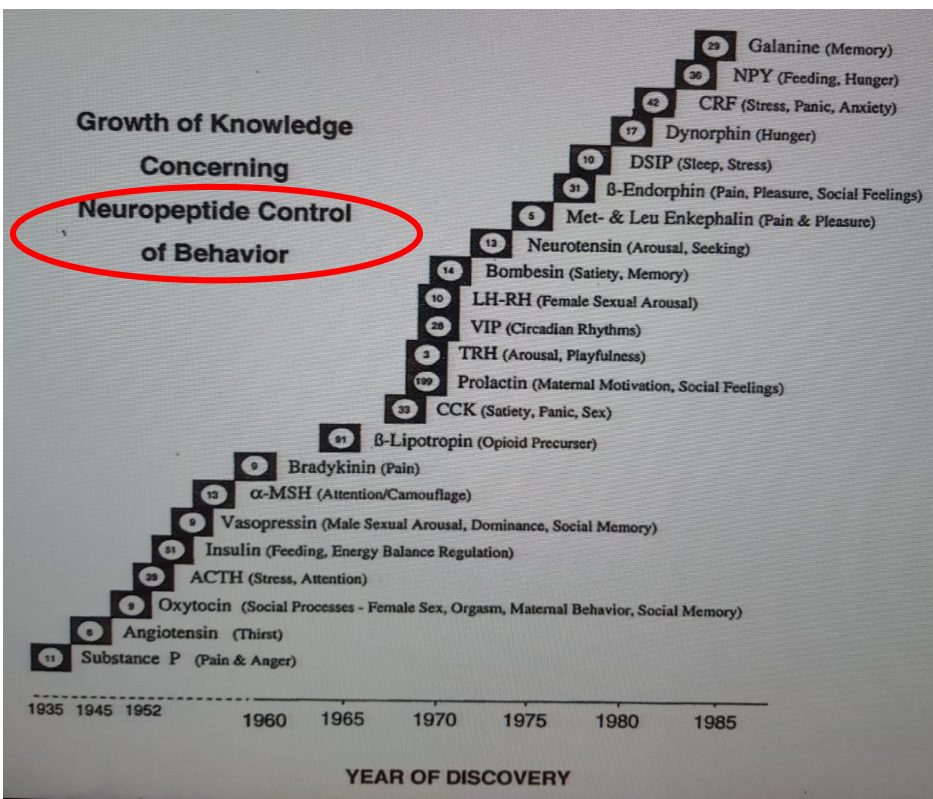 29 Galanine (Memory)
36 NPY (Feeding, Hunger)
42 CRF (Stress, Panic, Anxiety)
Growth of Knowledge
Concerning
Neuropeptide Control
of Behavior
17 Dynorphin (Hunger)
10 DSIP (Sleep, Stress)
31 ß-Endorphin (Pain, Pleasure, Social Feelings)
5 Met- & Leu Enkephalin (Pain & Pleasure)
13 Neurotensin (Arousal, Seeking)
14 Bombesin (Satiety, Memory)
10 LH-RH (Female Sexual Arousal)
28 VIP (Circadian Rhythms)
3 TRH (Arousal, Playfulness)
199 Prolactin (Maternal Motivation, Social Feelings)
33 CCK (Satiety, Panic, Sex)
91 ß-Lipotropin (Opioid Precurser)
9 Bradykinin (Pain)
13 α-MSH (Attention/Camouflage)
9 Vasopressin (Male Sexual Arousal, Dominance, Social Memory)
51 Insulin (Feeding, Energy Balance Regulation)
39 ACTH (Stress, Attention)
9 Oxytocin (Social Processes - Female Sex, Orgasm, Maternal Behavior, Social Memory)
Angiotensin (Thirst)
11 Substance P (Pain & Anger)
1935 1945 1952 1960 1965 1970 1975 1980 1985
YEAR OF DISCOVERY